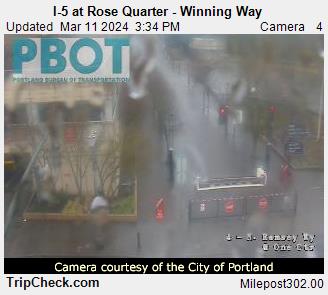 I-5 at Rose Quarter - Winning Way
Updated Mar 11 2024 3:34 PM Camera 4
PBOT
PORTLAND BUREAU OF TRANSPORTATION
Camera courtesy of the City of Portland
TripCheck.com Milepost302.00